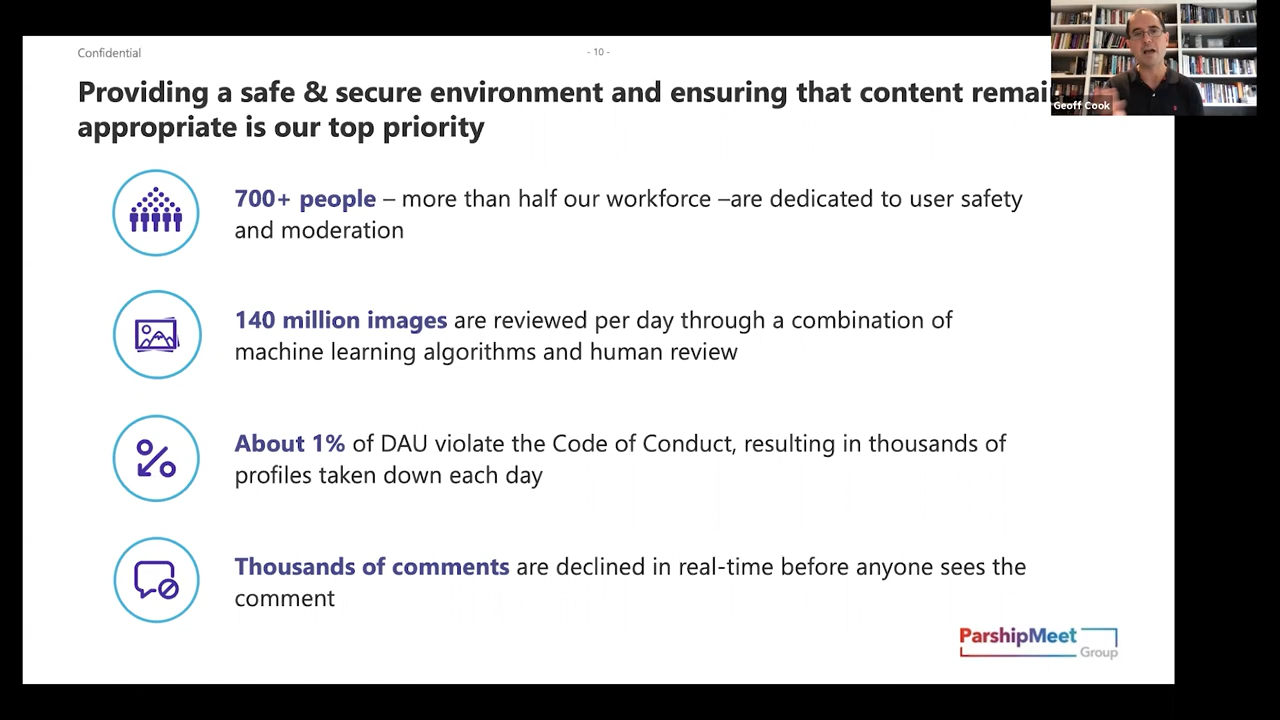 Confidential
- 10 -
Providing a safe & secure environment and ensuring that content remai
appropriate is our top priority
Geoff Cook
700+ people – more than half our workforce –are dedicated to user safety
and moderation
140 million images are reviewed per day through a combination of
machine learning algorithms and human review
About 1% of DAU violate the Code of Conduct, resulting in thousands of
profiles taken down each day
Thousands of comments are declined in real-time before anyone sees the
comment
ParshipMeet
Group